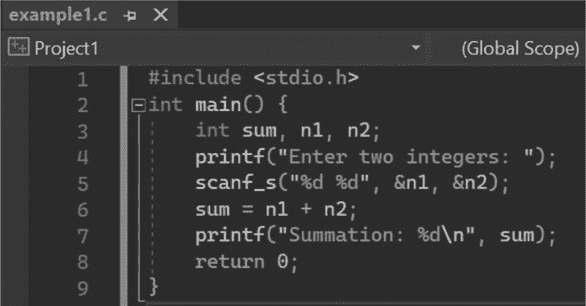 example1.c
Project1 (Global Scope)
1 #include <stdio.h>
2 int main() {
3 int sum, n1, n2;
4 printf("Enter two integers: ");
5 scanf_s("%d %d", &n1, &n2);
6 sum = n1 + n2;
7 printf("Summation: %d\n", sum);
8 return 0;
9 }